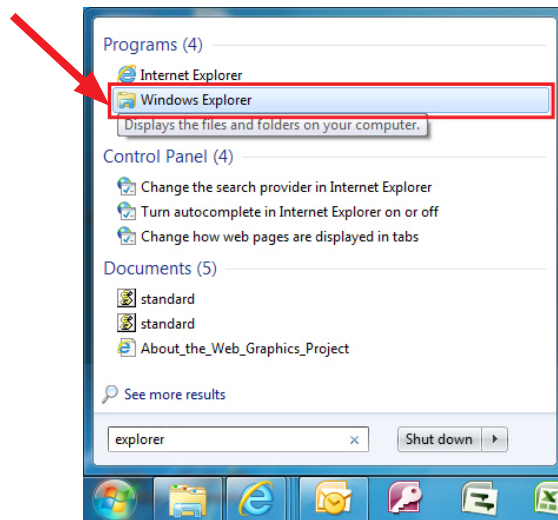 Programs (4)
Internet Explorer
Windows Explorer
Displays the files and folders on your computer.
Control Panel (4)
Change the search provider in Internet Explorer
Turn autocomplete in Internet Explorer on or off
Change how web pages are displayed in tabs
Documents (5)
standard
standard
About_the_Web_Graphics_Project
See more results
explorer
Shut down